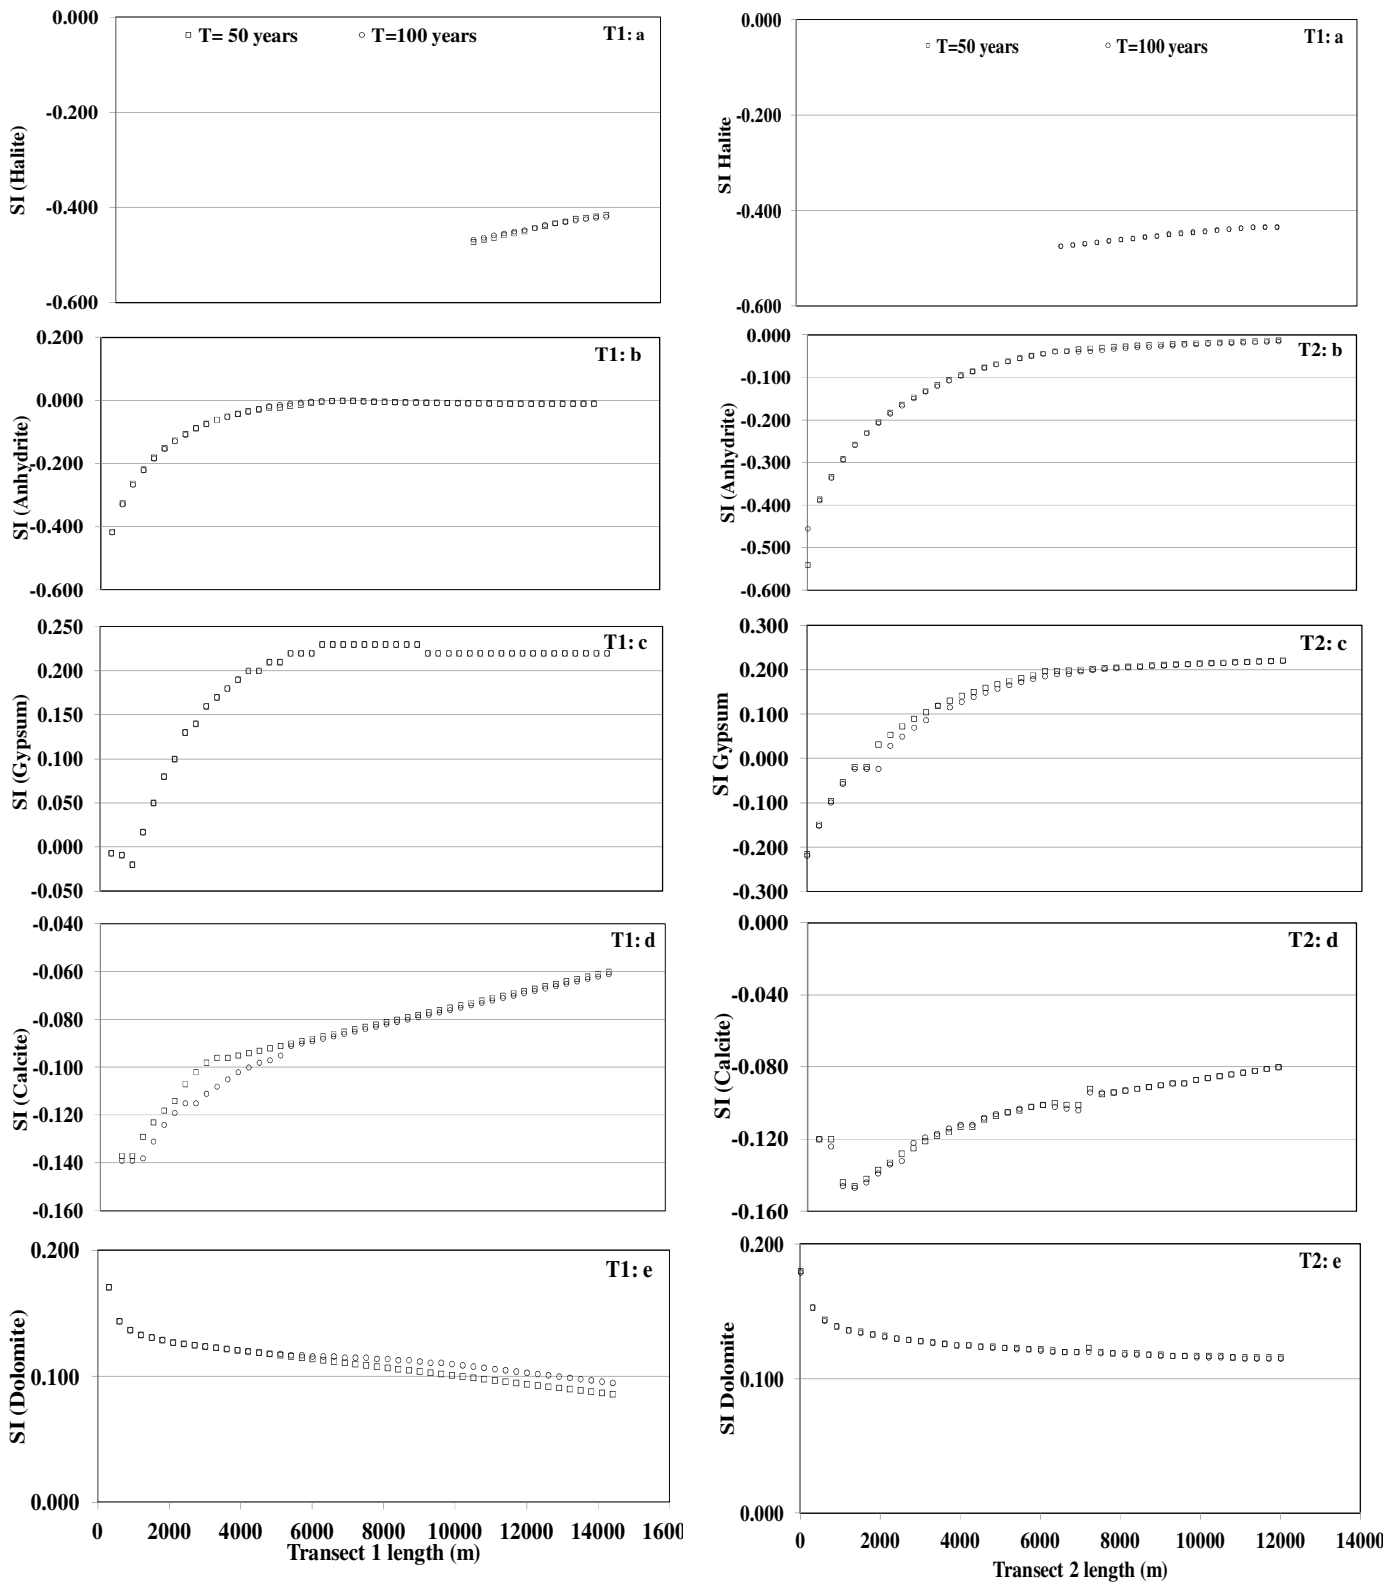 0.000
-0.200
-0.400
-0.600
SI (Halite)
T= 50 years
T=100 years
T1: a
0.000
-0.200
-0.400
-0.600
SI Halite
T=50 years
T=100 years
T1: a
0.200
0.000
-0.200
-0.400
-0.600
SI (Anhydrite)
T1: b
0.000
-0.100
-0.200
-0.300
-0.400
-0.500
-0.600
SI (Anhydrite)
T2: b
0.250
0.200
0.150
0.100
0.050
0.000
-0.050
SI (Gypsum)
T1: c
0.300
0.200
0.100
0.000
-0.100
-0.200
-0.300
SI Gypsum
T2: c
-0.040
-0.060
-0.080
-0.100
-0.120
-0.140
-0.160
SI (Calcite)
T1: d
0.000
-0.040
-0.080
-0.120
-0.160
SI (Calcite)
T2: d
0.200
0.100
0.000
SI (Dolomite)
T1: e
0 2000 4000 6000 8000 10000 12000 14000 1600
Transect 1 length (m)
0.200
0.100
0.000
SI Dolomite
T2: e
0 2000 4000 6000 8000 10000 12000 14000
Transect 2 length (m)